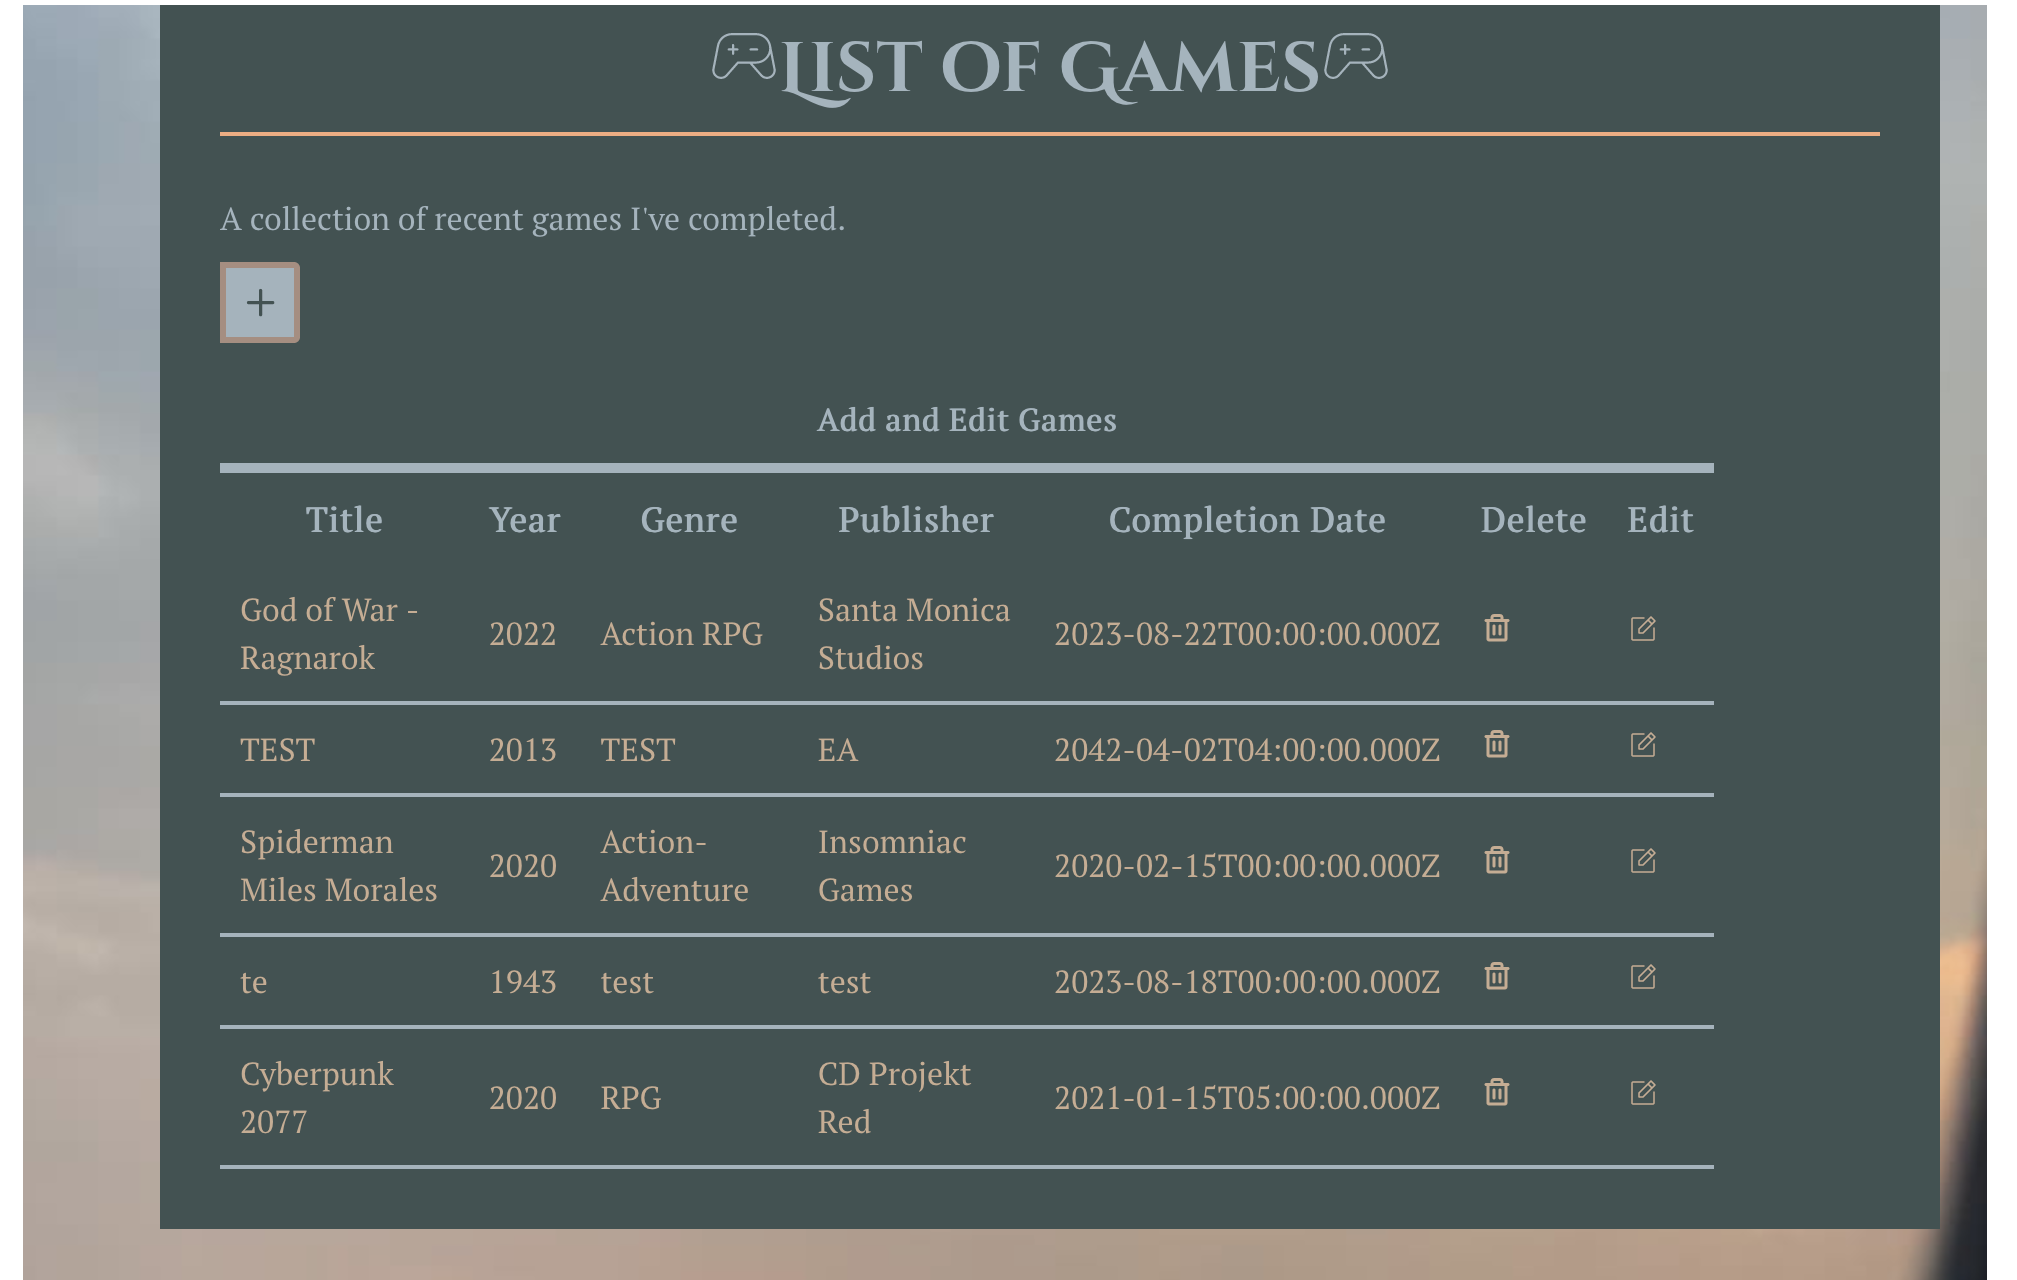 List of Games
A collection of recent games I've completed.
+
Add and Edit Games
Title Year Genre Publisher Completion Date Delete Edit
God of War -
Ragnarok 2022 Action RPG Santa Monica
Studios 2023-08-22T00:00:00.000Z
TEST 2013 TEST EA 2042-04-02T04:00:00.000Z
Spiderman
Miles Morales 2020 Action-
Adventure Insomniac
Games 2020-02-15T00:00:00.000Z
te 1943 test test 2023-08-18T00:00:00.000Z
Cyberpunk
2077 2020 RPG CD Projekt
Red 2021-01-15T05:00:00.000Z